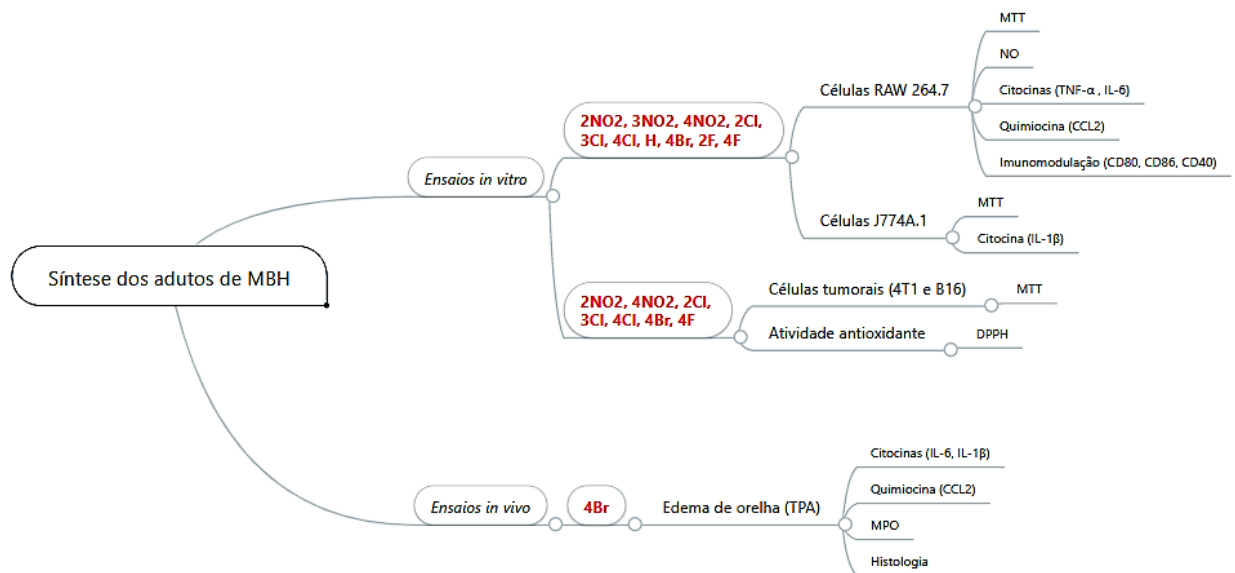 Síntese dos adutos de MBH
Ensaios in vitro
2NO2, 3NO2, 4NO2, 2Cl,
3Cl, 4Cl, H, 4Br, 2F, 4F
Células RAW 264.7
MTT
NO
Citocinas (TNF-α , IL-6)
Quimiocina (CCL2)
Imunomodulação (CD80, CD86, CD40)
Células J774A.1
MTT
Citocina (IL-1β)
2NO2, 4NO2, 2Cl,
3Cl, 4Cl, 4Br, 4F
Células tumorais (4T1 e B16)
MTT
Atividade antioxidante
DPPH
Ensaios in vivo
4Br
Edema de orelha (TPA)
Citocinas (IL-6, IL-1β)
Quimiocina (CCL2)
MPO
Histologia